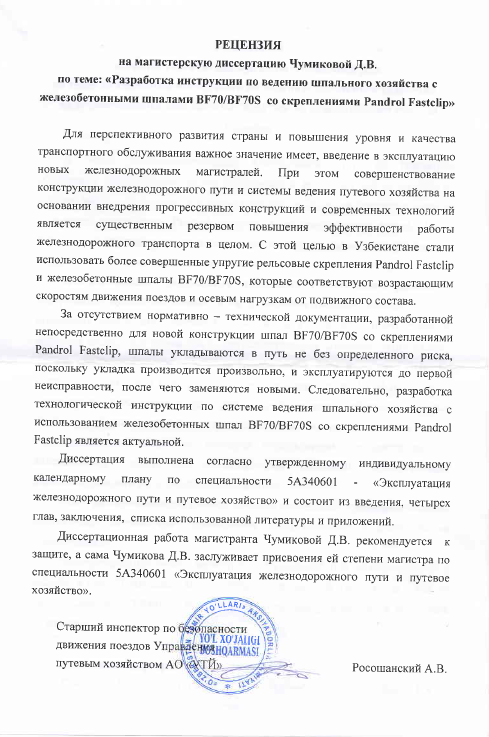 РЕЦЕНЗИЯ
на магистерскую диссертацию Чумиковой Д.В.
по теме: «Разработка инструкции по ведению шпального хозяйства с
железобетонными шпалами BF70/BF70S со скреплениями Pandrol Fastclip»
Для перспективного развития страны и повышения уровня и качества
транспортного обслуживания важное значение имеет, введение в эксплуатацию
новых железнодорожных магистралей. При этом совершенствование
конструкции железнодорожного пути и системы ведения путевого хозяйства на
основании внедрения прогрессивных конструкций и современных технологий
является существенным резервом повышения эффективности работы
железнодорожного транспорта в целом. С этой целью в Узбекистане стали
использовать более совершенные упругие рельсовые скрепления Pandrol Fastclip
и железобетонные шпалы BF70/BF70S, которые соответствуют возрастающим
скоростям движения поездов и осевым нагрузкам от подвижного состава.
За отсутствием нормативно – технической документации, разработанной
непосредственно для новой конструкции шпал BF70/BF70S со скреплениями
Pandrol Fastclip, шпалы укладываются в путь не без определенного риска,
поскольку укладка производится произвольно, и эксплуатируются до первой
неисправности, после чего заменяются новыми. Следовательно, разработка
технологической инструкции по системе ведения шпального хозяйства с
использованием железобетонных шпал BF70/BF70S со скреплениями Pandrol
Fastclip является актуальной.
Диссертация выполнена согласно утвержденному индивидуальному
календарному плану по специальности 5А340601 - «Эксплуатация
железнодорожного пути и путевое хозяйство» и состоит из введения, четырех
глав, заключения, списка использованной литературы и приложений.
Диссертационная работа магистранта Чумиковой Д.В. рекомендуется к
защите, а сама Чумикова Д.В. заслуживает присвоения ей степени магистра по
специальности 5А340601 «Эксплуатация железнодорожного пути и путевое
хозяйство».
Старший инспектор по безопасности
движения поездов Управления
путевым хозяйством АО «УТЙ»
Росошанский А.В.
YO'L XO'JALIGI
BOSHQARMASI
«O'ZBEKISTON TEMIR YO'LLARI» AKSIYADORLIK